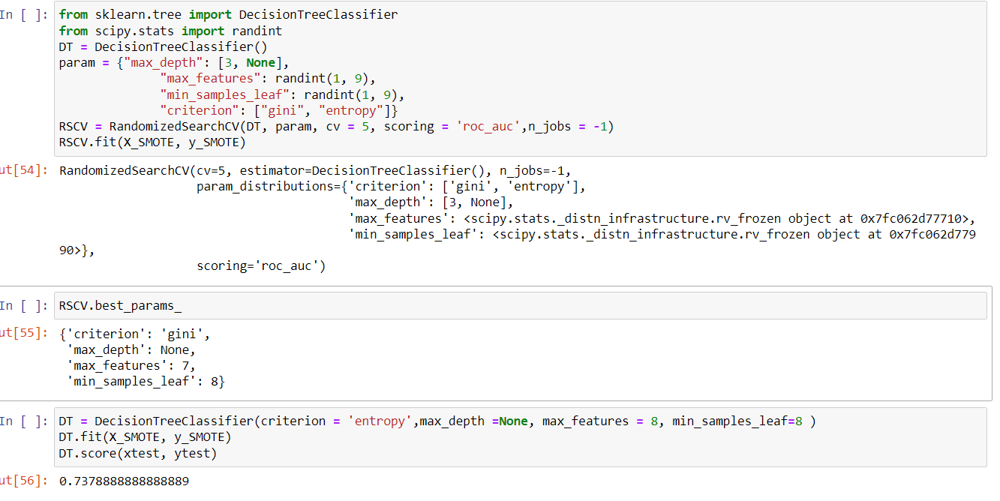 In [ ]: from sklearn.tree import DecisionTreeClassifier
from scipy.stats import randint
DT = DecisionTreeClassifier()
param = {"max_depth": [3, None],
"max_features": randint(1, 9),
"min_samples_leaf": randint(1, 9),
"criterion": ["gini", "entropy"]}
RSCV = RandomizedSearchCV(DT, param, cv = 5, scoring = 'roc_auc',n_jobs = -1)
RSCV.fit(X_SMOTE, y_SMOTE)
ut[54]: RandomizedSearchCV(cv=5, estimator=DecisionTreeClassifier(), n_jobs=-1,
param_distributions={'criterion': ['gini', 'entropy'],
'max_depth': [3, None],
'max_features': <scipy.stats._distn_infrastructure.rv_frozen object at 0x7fc062d77710>,
'min_samples_leaf': <scipy.stats._distn_infrastructure.rv_frozen object at 0x7fc062d779
90>},
scoring='roc_auc')
In [ ]: RSCV.best_params_
ut[55]: {'criterion': 'gini',
'max_depth': None,
'max_features': 7,
'min_samples_leaf': 8}
In [ ]: DT = DecisionTreeClassifier(criterion = 'entropy',max_depth =None, max_features = 8, min_samples_leaf=8 )
DT.fit(X_SMOTE, y_SMOTE)
DT.score(xtest, ytest)
ut[56]: 0.7378888888888889